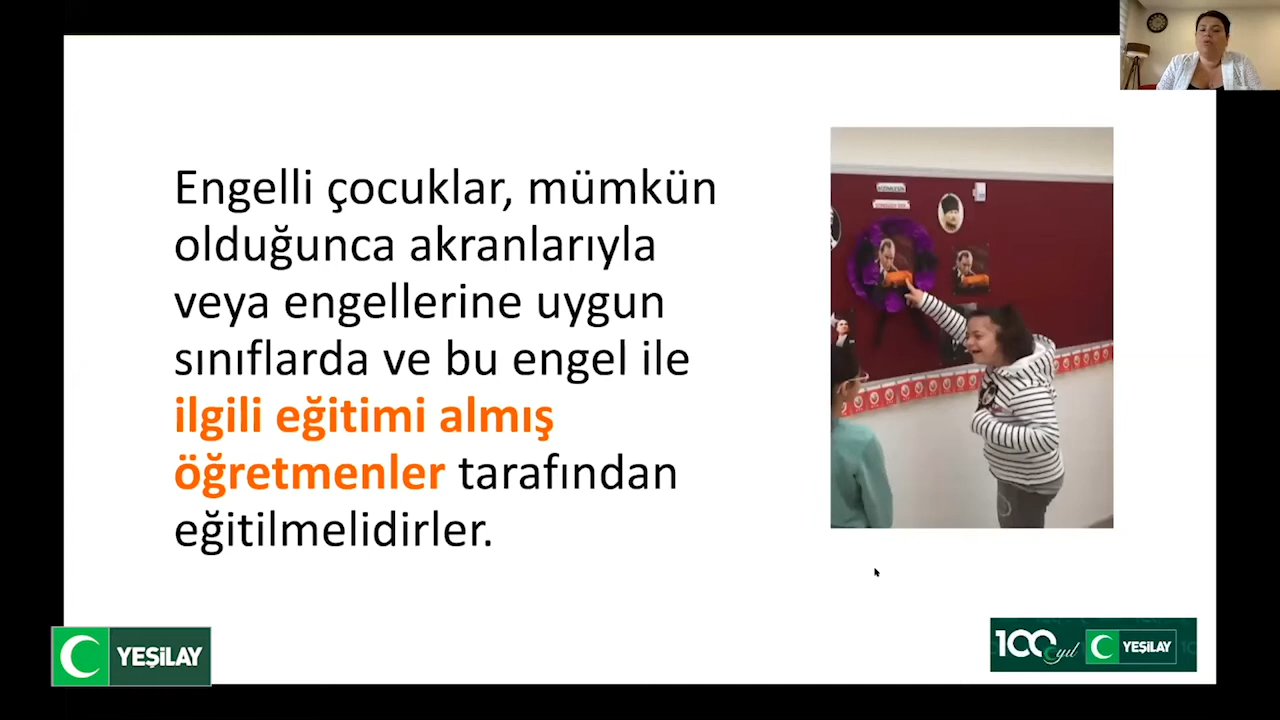 Engelli çocuklar, mümkün
olduğunca akranlarıyla
veya engellerine uygun
sınıflarda ve bu engel ile
ilgili eğitimi almış
öğretmenler tarafından
eğitilmelidirler.
YEŞİLAY
100 yıl YEŞİLAY